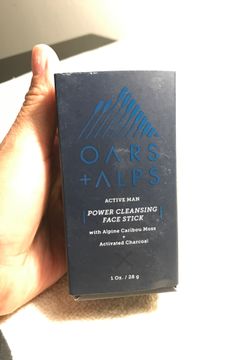 OARS
+ALPS
ACTIVE MAN
POWER CLEANSING
FACE STICK
with Alpine Caribou Moss
+
Activated Charcoal
1 Oz. / 28 g